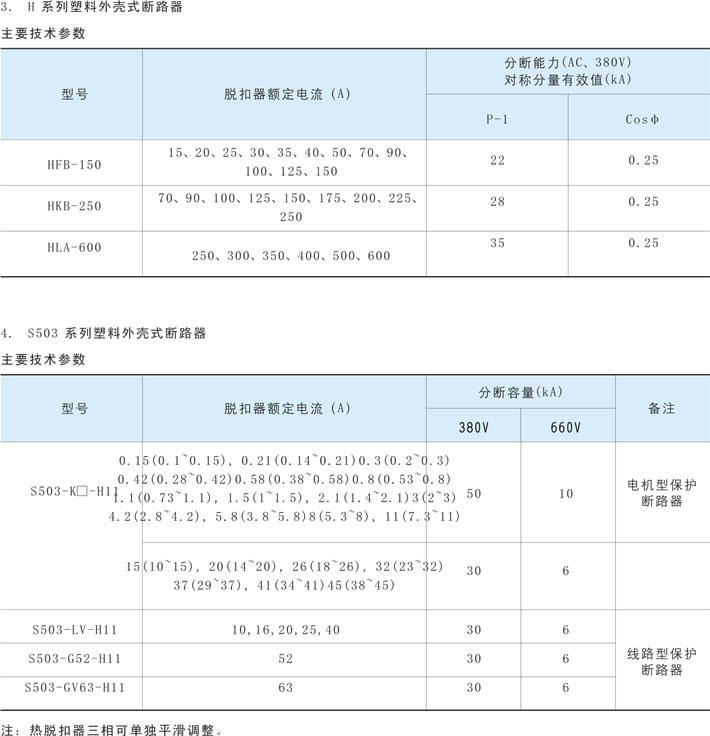 3. H 系列塑料外壳式断路器
主要技术参数
型号
脱扣器额定电流 (A)
分断能力(AC、380V)
对称分量有效值(kA)
P-1
Cosφ
HFB-150
15、20、25、30、35、40、50、70、90、
100、125、150
22
0.25
HKB-250
70、90、100、125、150、175、200、225、
250
28
0.25
HLA-600
250、300、350、400、500、600
35
0.25
4. S503 系列塑料外壳式断路器
主要技术参数
型号
脱扣器额定电流 (A)
分断容量(kA)
380V
660V
备注
S503-K□-H11
0.15(0.1~0.15), 0.21(0.14~0.21)0.3(0.2~0.3)
0.42(0.28~0.42)0.58(0.38~0.58)0.8(0.53~0.8)
1.1(0.73~1.1), 1.5(1~1.5), 2.1(1.4~2.1)3(2~3)
4.2(2.8~4.2), 5.8(3.8~5.8)8(5.3~8), 11(7.3~11)
50
10
电机型保护
断路器
15(10~15), 20(14~20), 26(18~26), 32(23~32)
37(29~37), 41(34~41)45(38~45)
30
6
S503-LV-H11
10,16,20,25,40
30
6
S503-G52-H11
52
30
6
线路型保护
断路器
S503-GV63-H11
63
30
6
注: 热脱扣器三相可单独平滑调整。